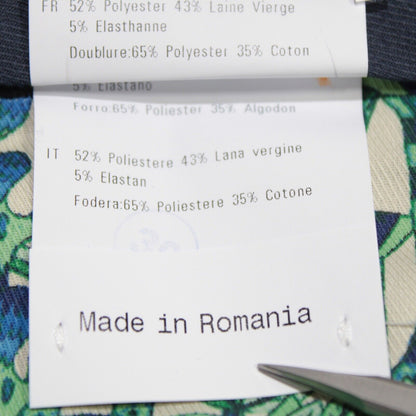 FR 52% Polyester 43% Laine Vierge
5% Elasthanne
Doublure:65% Polyester 35% Coton
5% Elastano
Forro:65% Poliester 35% Algodon
IT 52% Poliestere 43% Lana vergine
5% Elastan
Fodera:65% Poliestere 35% Cotone
Made in Romania